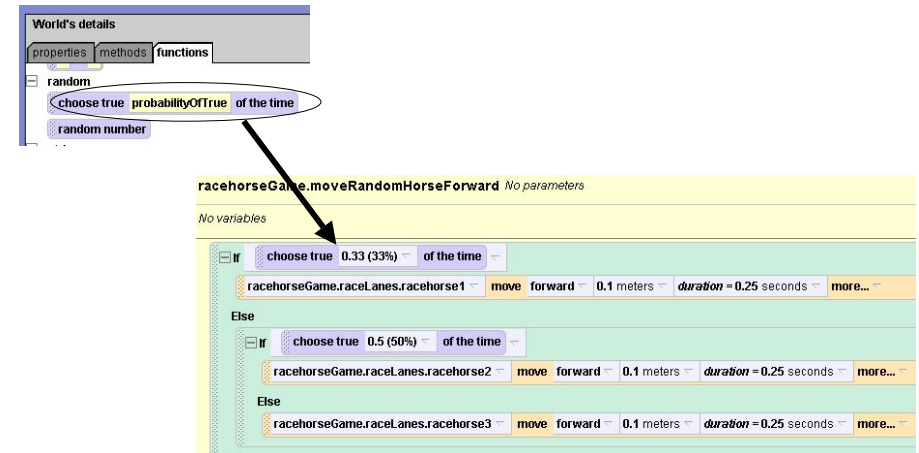 World's details
properties methods functions
random
choose true probabilityOfTrue of the time
random number
racehorseGame.moveRandomHorseForward No parameters
No variables
If choose true 0.33 (33%) of the time
racehorseGame.raceLanes.racehorse1 move forward 0.1 meters duration = 0.25 seconds more...
Else
If choose true 0.5 (50%) of the time
racehorseGame.raceLanes.racehorse2 move forward 0.1 meters duration = 0.25 seconds more...
Else
racehorseGame.raceLanes.racehorse3 move forward 0.1 meters duration = 0.25 seconds more...